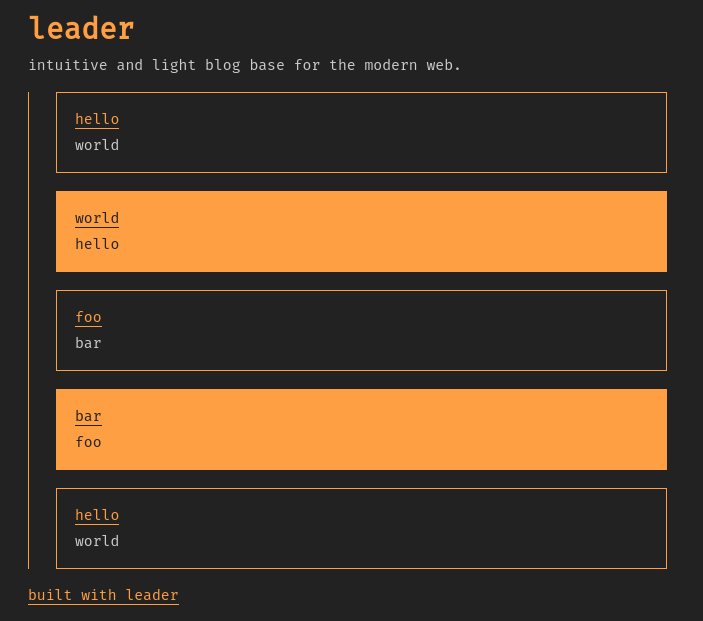 leader
intuitive and light blog base for the modern web.
hello
world
world
hello
foo
bar
bar
foo
hello
world
built with leader